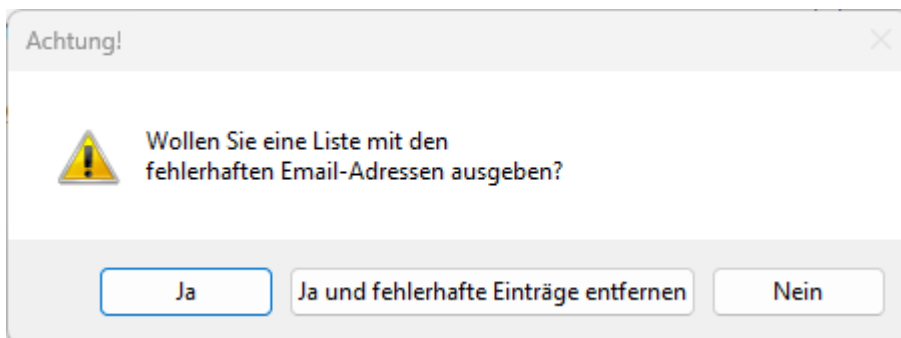 Achtung!
Wollen Sie eine Liste mit den
fehlerhaften Email-Adressen ausgeben?
Ja
Ja und fehlerhafte Einträge entfernen
Nein